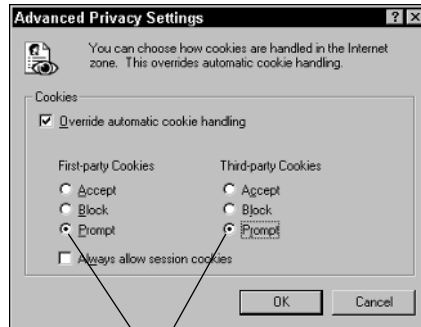 Advanced Privacy Settings
You can choose how cookies are handled in the Internet
zone. This overrides automatic cookie handling.
Cookies
Override automatic cookie handling
First-party Cookies Third-party Cookies
Accept Accept
Block Block
Prompt Prompt
Always allow session cookies
OK Cancel